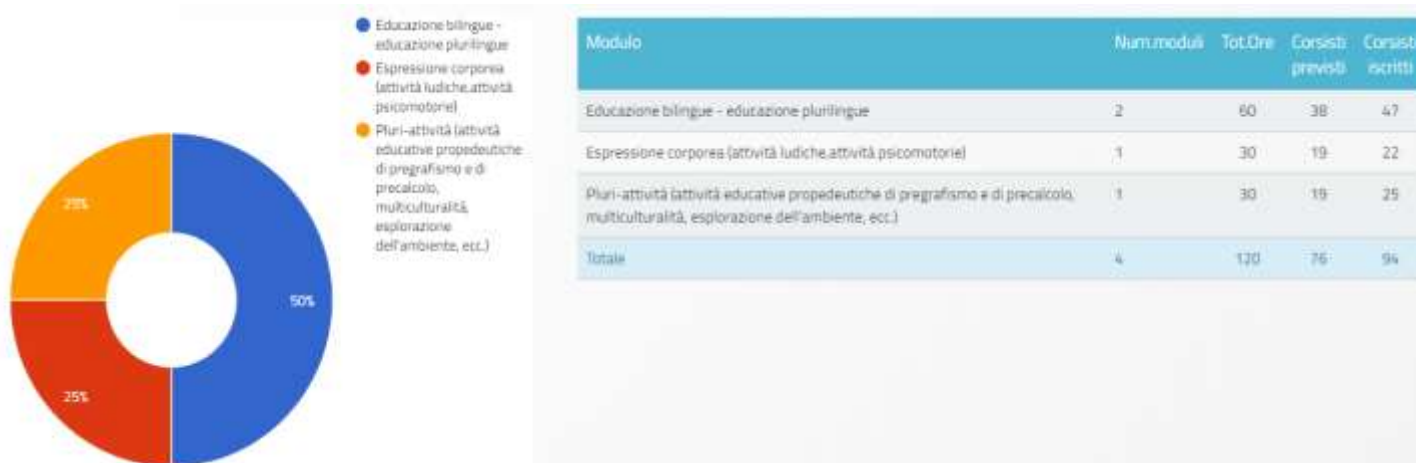 Educazione bilingue -
educazione plurilingue
Espressione corporea
(attività ludiche,attività
psicomotorie)
Pluri-attività (attività
educative propedeutiche
di pregrafismo e di
precalcolo,
multiculturalità,
esplorazione
dell'ambiente, ecc.)
25%
50%
25%
Modulo Num.moduli Tot.Ore Corsisti previsti Corsisti iscritti
Educazione bilingue - educazione plurilingue 2 60 38 47
Espressione corporea (attività ludiche,attività psicomotorie) 1 30 19 22
Pluri-attività (attività educative propedeutiche di pregrafismo e di precalcolo, 1 30 19 25
multiculturalità, esplorazione dell'ambiente, ecc.)
Totale 4 120 76 94